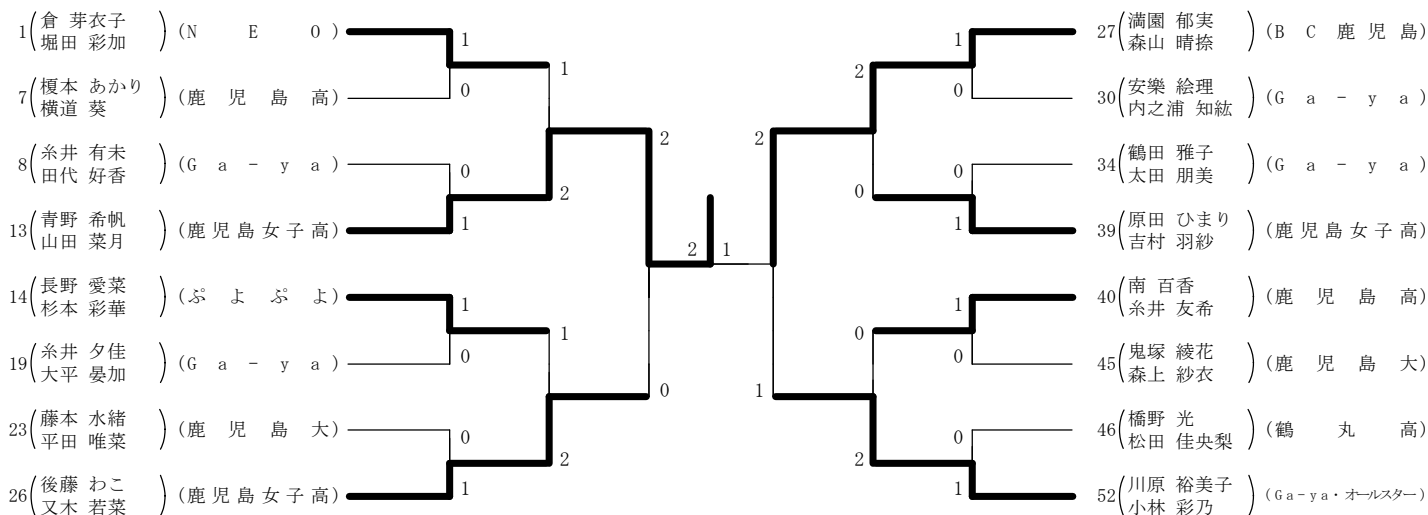 1 倉 芽衣子 (N E O)
堀田 彩加
7 榎本 あかり (鹿児島高)
横道 葵
8 糸井 有未 (Ga-ya)
田代 好香
13 青野 希帆 (鹿児島女子高)
山田 菜月
14 長野 愛菜 (ぷよぷよ)
杉本 彩華
19 糸井 夕佳 (Ga-ya)
大平 晏加
23 藤本 水緒 (鹿児島大)
平田 唯菜
26 後藤 わこ (鹿児島女子高)
又木 若菜
1
0
0
1
1
0
0
1
1
2
1
2
2
0
2 1
2
1
2
0
0
2
1
0
0
1
1
0
0
1
27 満園 郁実 (BC鹿児島)
森山 晴捺
30 安樂 絵理 (Ga-ya)
内之浦 知紘
34 鶴田 雅子 (Ga-ya)
太田 朋美
39 原田 ひまり (鹿児島女子高)
吉村 羽紗
40 南 百香 (鹿児島高)
糸井 友希
45 鬼塚 綾花 (鹿児島大)
森上 紗衣
46 橋野 光 (鶴丸高)
松田 佳央梨
52 川原 裕美子 (Ga-ya・オールスター)
小林 彩乃